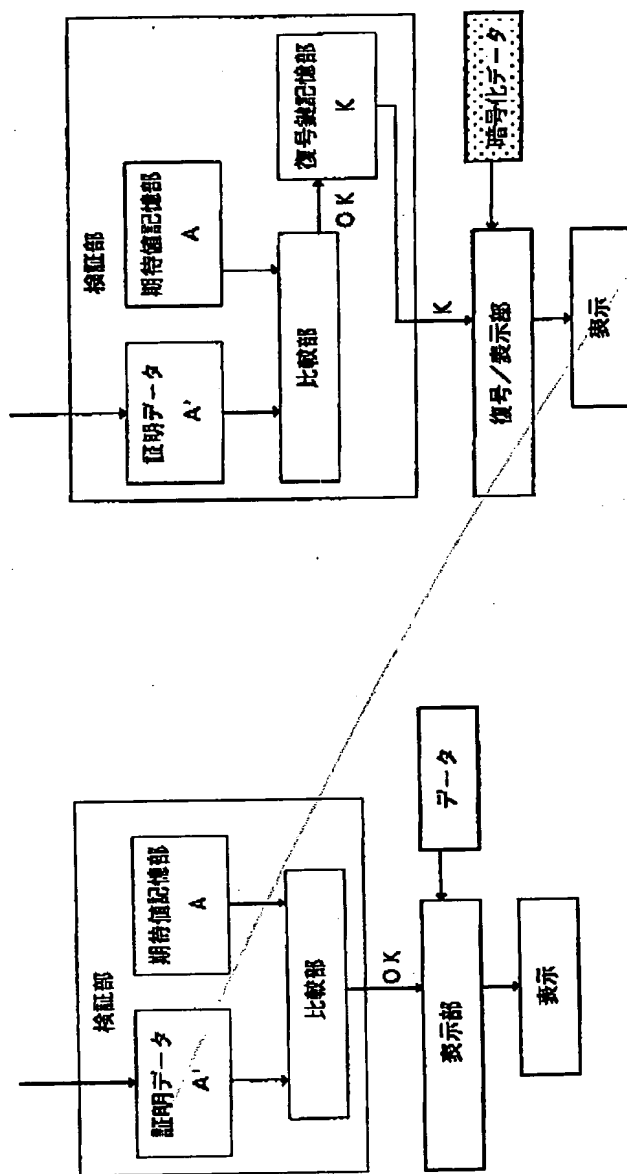 検証部
証明データ
A'
期待値記憶部
A
比較部
OK
表示部
データ
表示
検証部
証明データ
A'
期待値記憶部
A
比較部
OK
復号鍵記憶部
K
K
復号／表示部
暗号化データ
表示